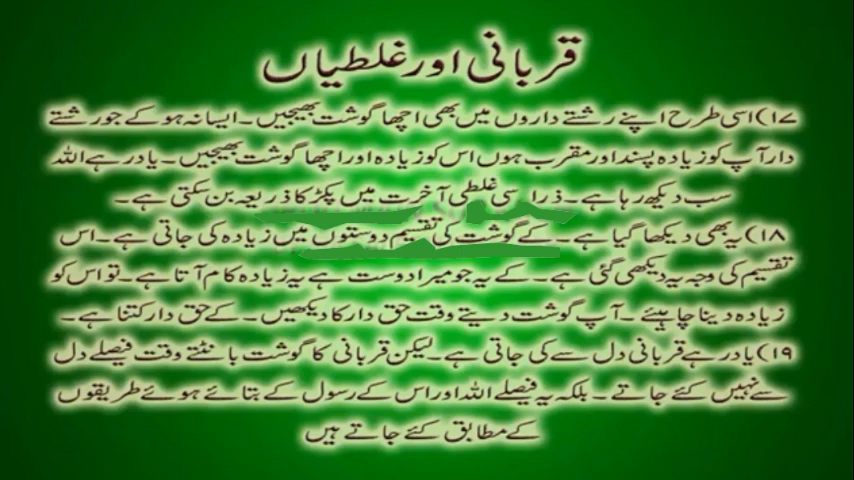 قربانی اور غلطیاں
۱۷) اسی طرح اپنے رشتے داروں میں بھی اچھا گوشت بھیجیں۔ ایسا نہ ہو کے جو رشتے
دار آپ کو زیادہ پسند اور مقرب ہوں اس کو زیادہ اور اچھا گوشت بھیجیں۔ یاد رہے اللہ
سب دیکھ رہا ہے۔ ذرا سی غلطی آخرت میں پکڑ کا ذریعہ بن سکتی ہے۔
۱۸) یہ بھی دیکھا گیا ہے۔ کے گوشت کی تقسیم دوستوں میں زیادہ کی جاتی ہے۔ اس
تقسیم کی وجہ یہ دیکھی گئی ہے۔ کے یہ جو میرا دوست ہے یہ زیادہ کام آتا ہے۔ تو اس کو
زیادہ دینا چاہیئے۔ آپ گوشت دیتے وقت حق دار کا دیکھیں۔ کے حق دار کتنا ہے۔
۱۹) یاد رہے قربانی دل سے کی جاتی ہے۔ لیکن قربانی کا گوشت بانٹتے وقت فیصلے دل
سے نہیں کئے جاتے۔ بلکہ یہ فیصلے اللہ اور اس کے رسول کے بتائے ہوئے طریقوں
کے مطابق کئے جاتے ہیں